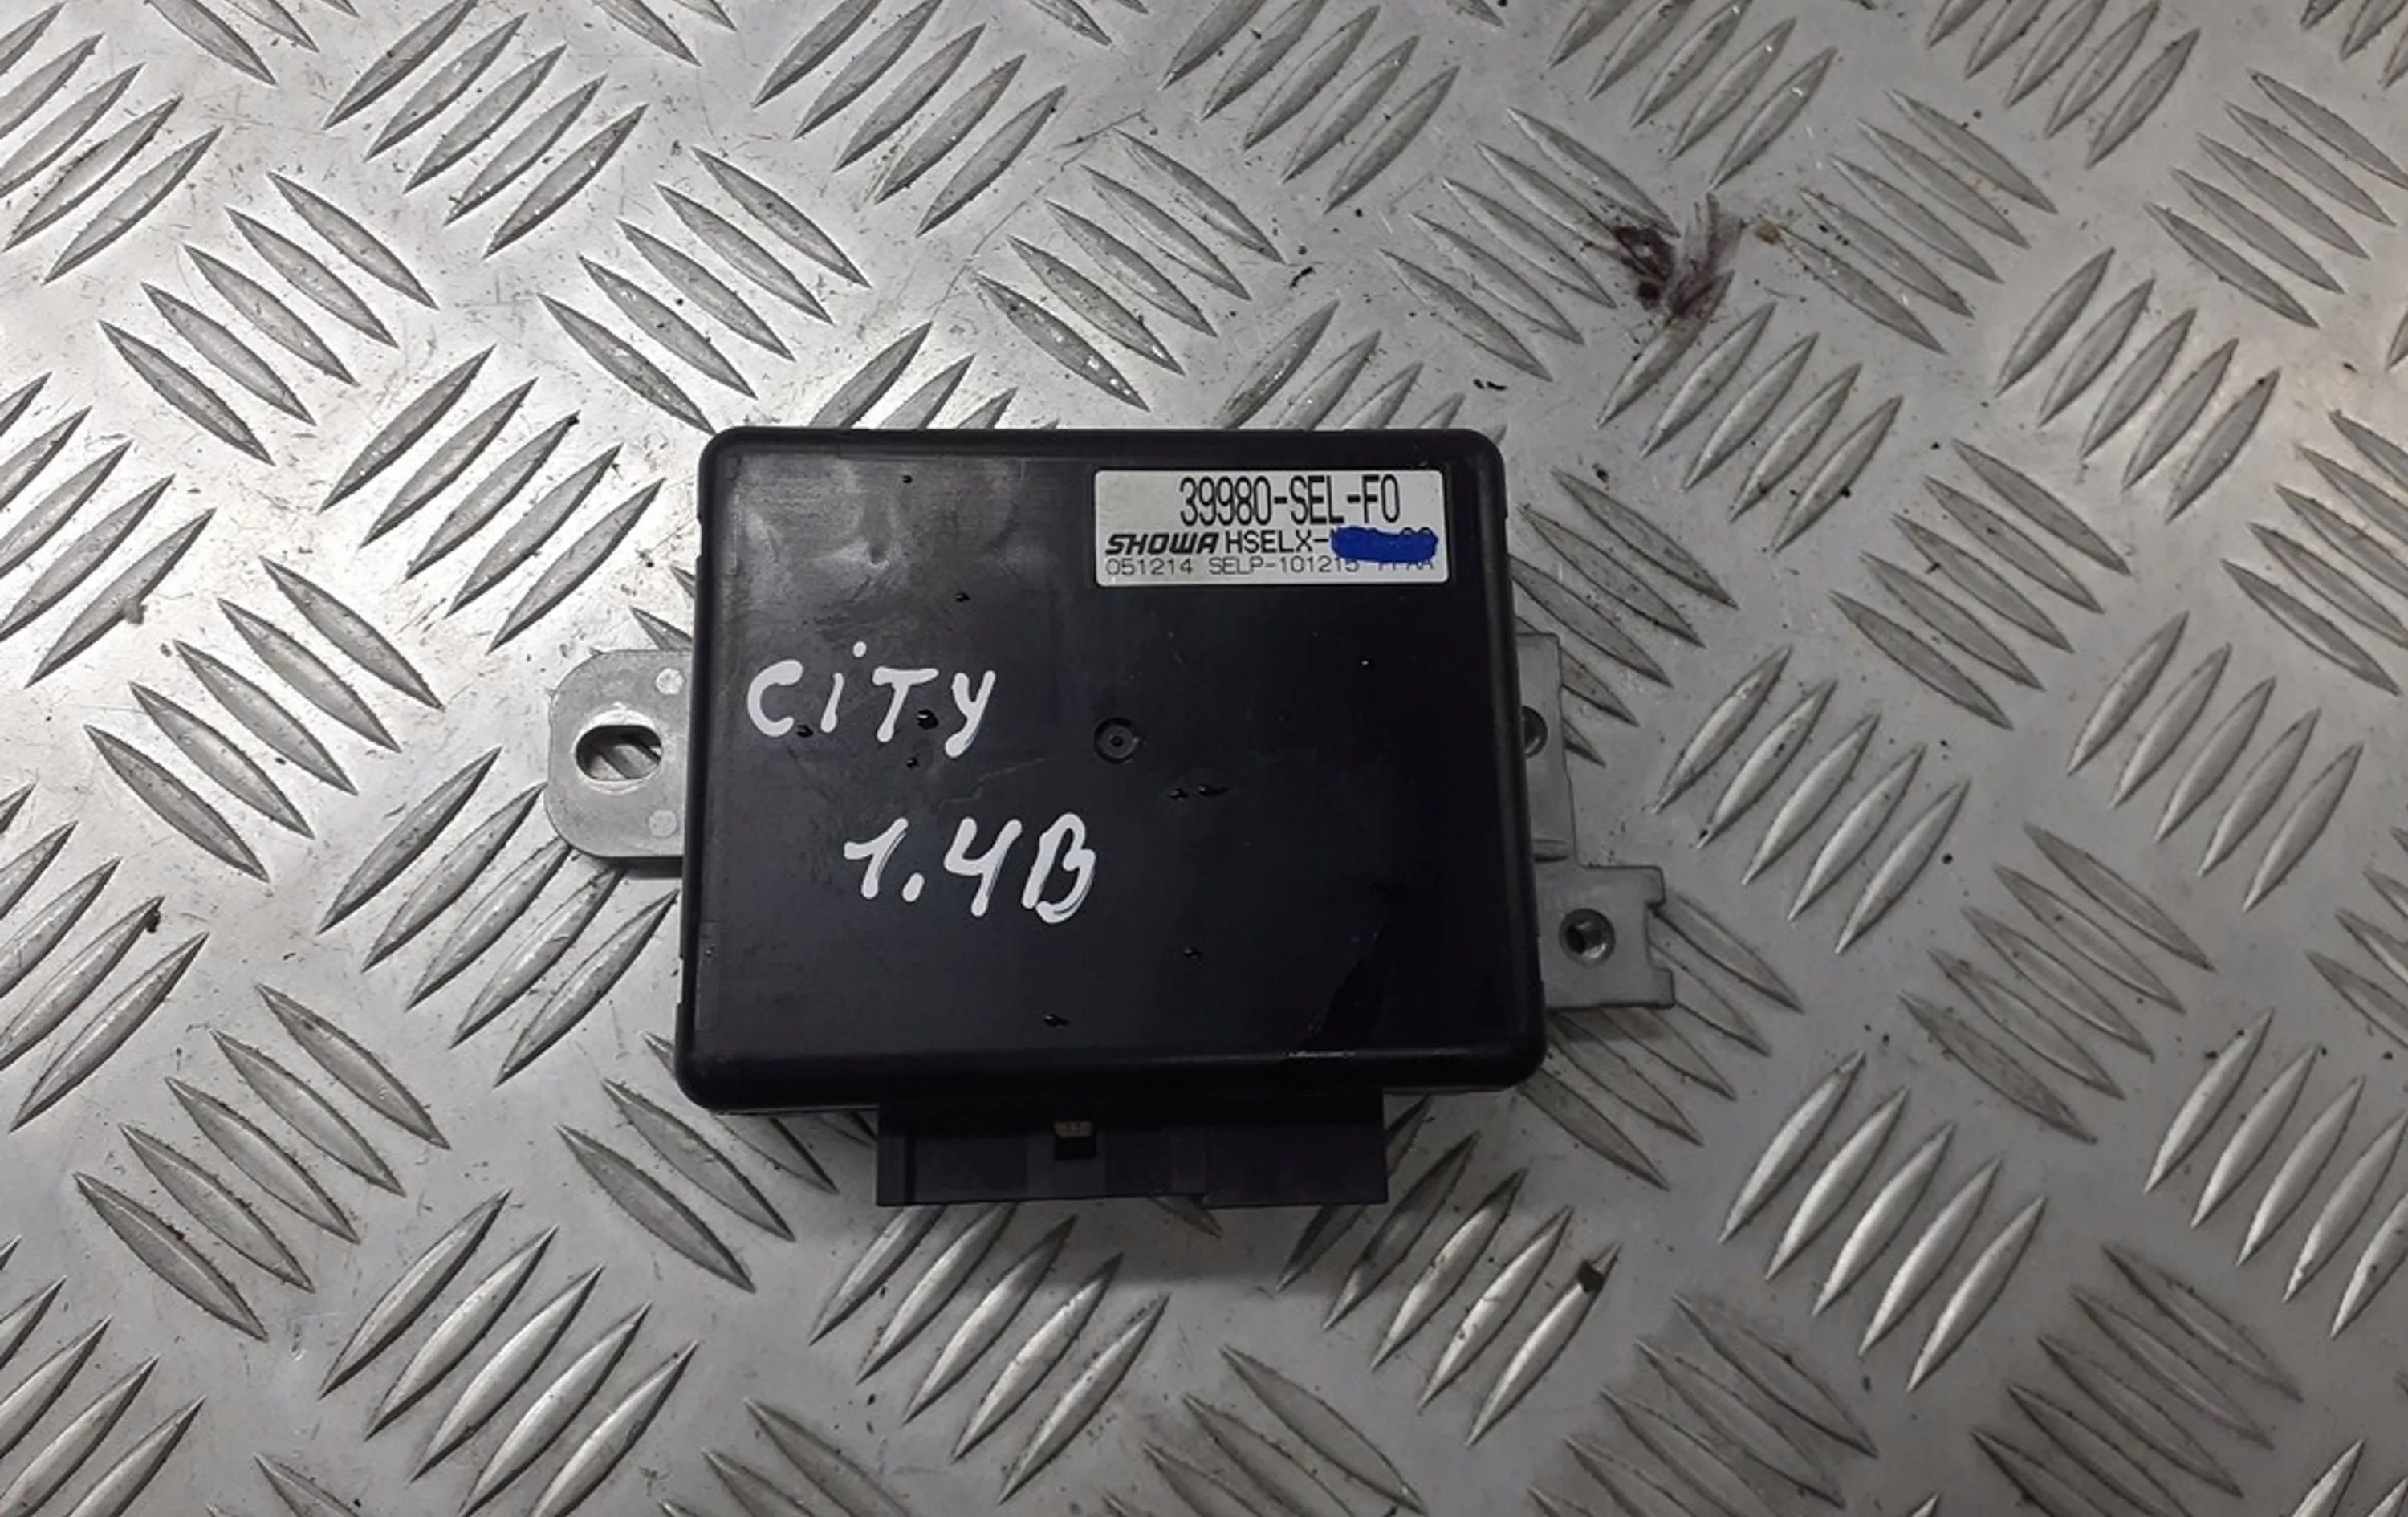 39980-SEL-F0
SHOWA HSELX-
051214 SELP-101215
CiTY
1.4B